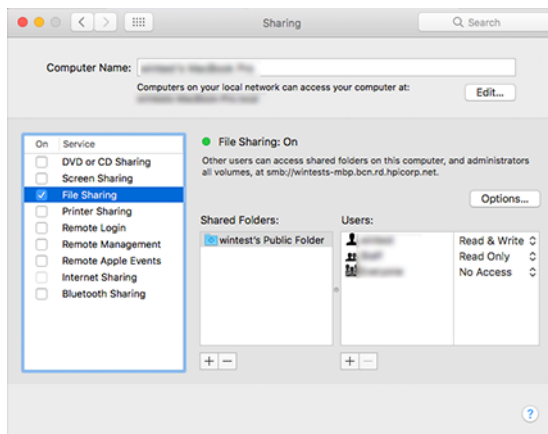 Sharing
Search
Computer Name:
Computers on your local network can access your computer at:
Edit...
On Service
DVD or CD Sharing
Screen Sharing
File Sharing
Printer Sharing
Remote Login
Remote Management
Remote Apple Events
Internet Sharing
Bluetooth Sharing
File Sharing: On
Other users can access shared folders on this computer, and administrators
all volumes, at smb://wintests-mbp.bcn.rd.hpicorp.net.
Options...
Shared Folders:
wintest's Public Folder
Users:
Read & Write
Read Only
No Access
+ −
+ −
?